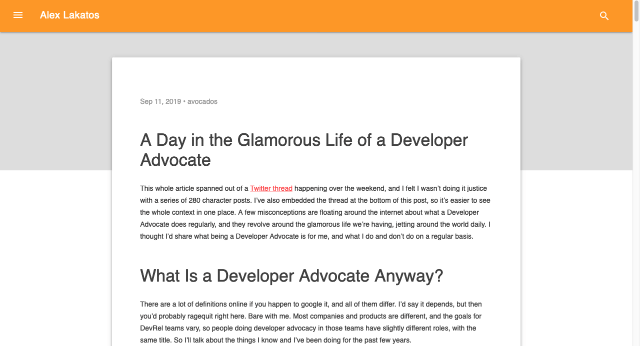 Alex Lakatos
Sep 11, 2019 • avocados
A Day in the Glamorous Life of a Developer
Advocate
This whole article spanned out of a Twitter thread happening over the weekend, and I felt I wasn't doing it justice
with a series of 280 character posts. I've also embedded the thread at the bottom of this post, so it's easier to see
the whole context in one place. A few misconceptions are floating around the internet about what a Developer
Advocate does regularly, and they revolve around the glamorous life we're having, jetting around the world daily. I
thought I'd share what being a Developer Advocate is for me, and what I do and don't do on a regular basis.
What Is a Developer Advocate Anyway?
There are a lot of definitions online if you happen to google it, and all of them differ. I'd say it depends, but then
you'd probably ragequit right here. Bare with me. Most companies and products are different, and the goals for
DevRel teams vary, so people doing developer advocacy in those teams have slightly different roles, with the
same title. So I'll talk about the things I know and I've been doing for the past few years.